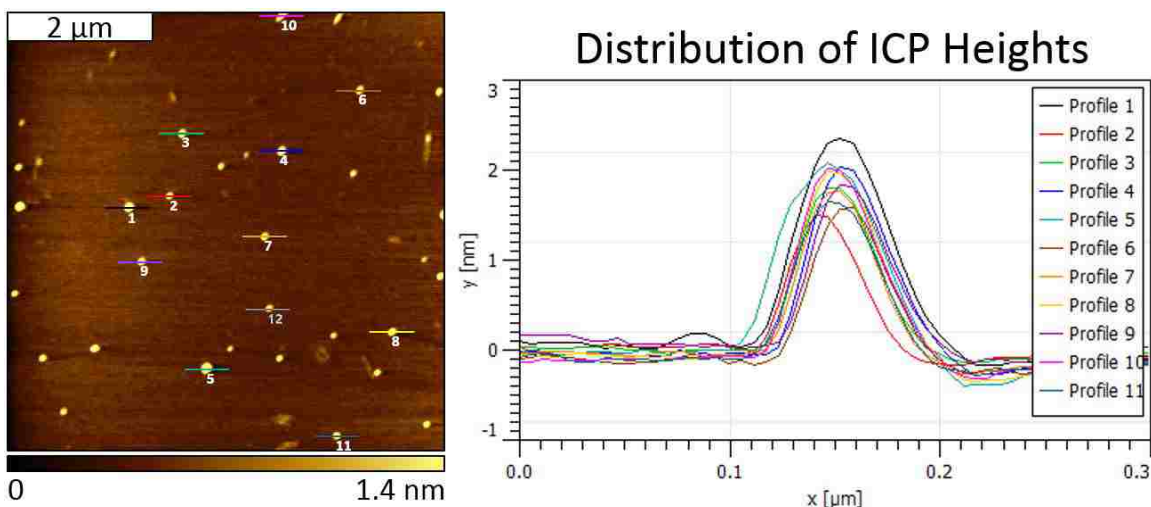 2 µm
10
6
3
4
2
1
7
9
12
8
5
11
0
1.4 nm
Distribution of ICP Heights
3
2
1
0
-1
y [nm]
0.0
0.1
0.2
0.3
x [µm]
Profile 1
Profile 2
Profile 3
Profile 4
Profile 5
Profile 6
Profile 7
Profile 8
Profile 9
Profile 10
Profile 11